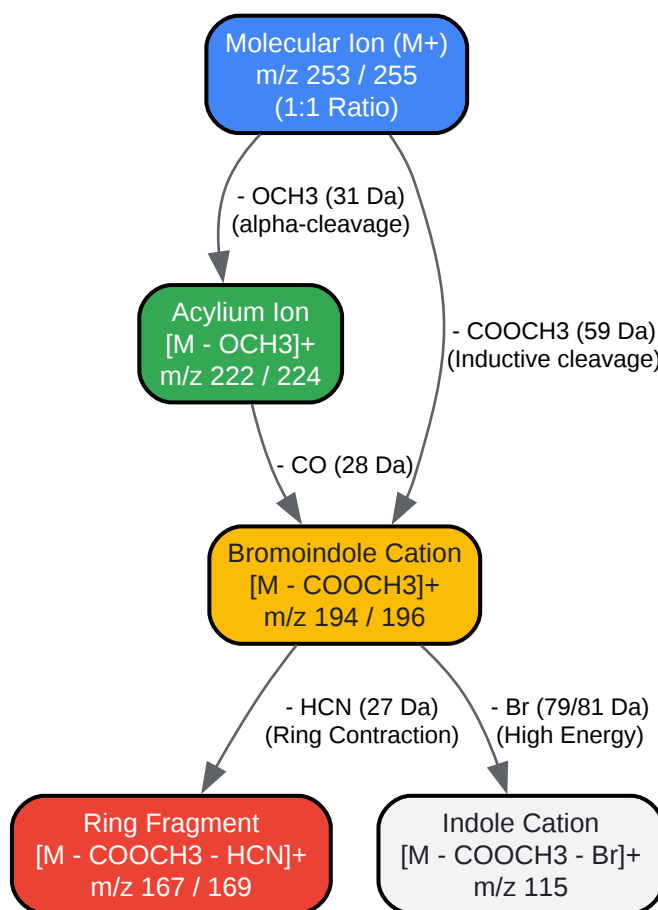 Molecular Ion (M+)
m/z 253 / 255
(1:1 Ratio)
- OCH3 (31 Da)
(alpha-cleavage)
Acylium Ion
[M - OCH3]+
m/z 222 / 224
- COOCH3 (59 Da)
(Inductive cleavage)
- CO (28 Da)
Bromoindole Cation
[M - COOCH3]+
m/z 194 / 196
- HCN (27 Da)
(Ring Contraction)
- Br (79/81 Da)
(High Energy)
Ring Fragment
[M - COOCH3 - HCN]+
m/z 167 / 169
Indole Cation
[M - COOCH3 - Br]+
m/z 115